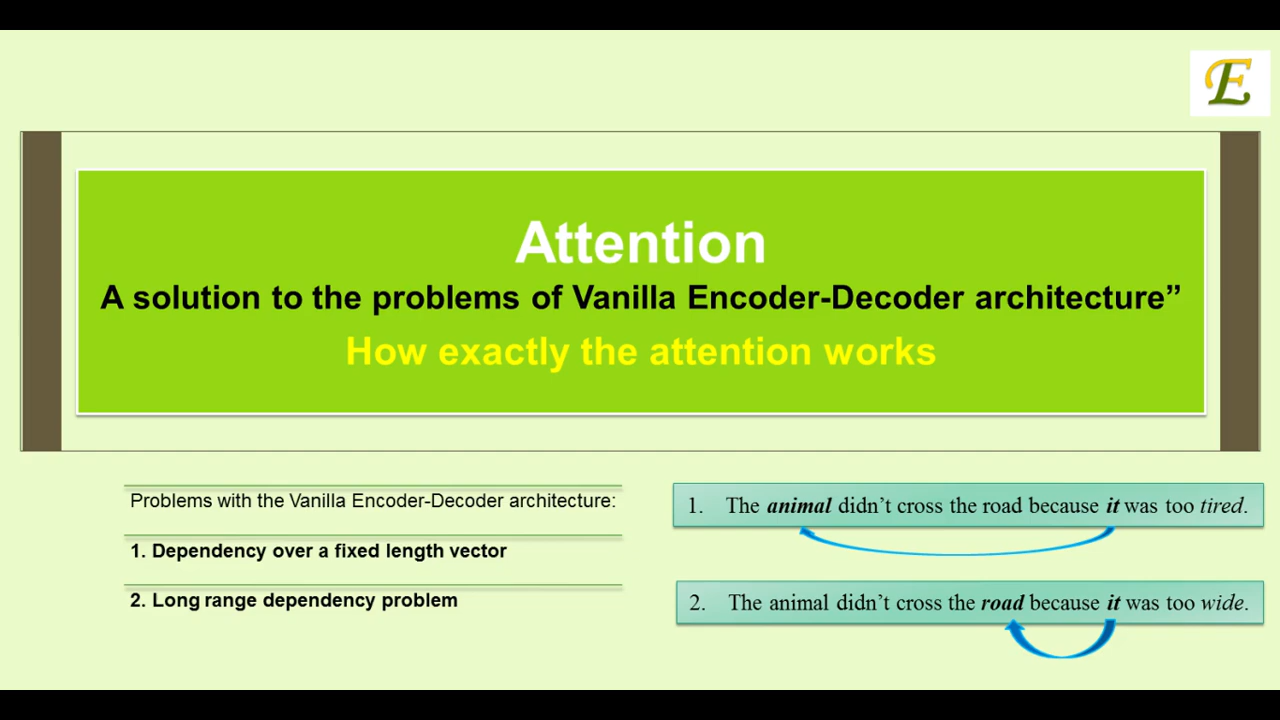 E
Attention
A solution to the problems of Vanilla Encoder-Decoder architecture”
How exactly the attention works
Problems with the Vanilla Encoder-Decoder architecture:
1. Dependency over a fixed length vector
2. Long range dependency problem
1. The animal didn’t cross the road because it was too tired.
2. The animal didn’t cross the road because it was too wide.